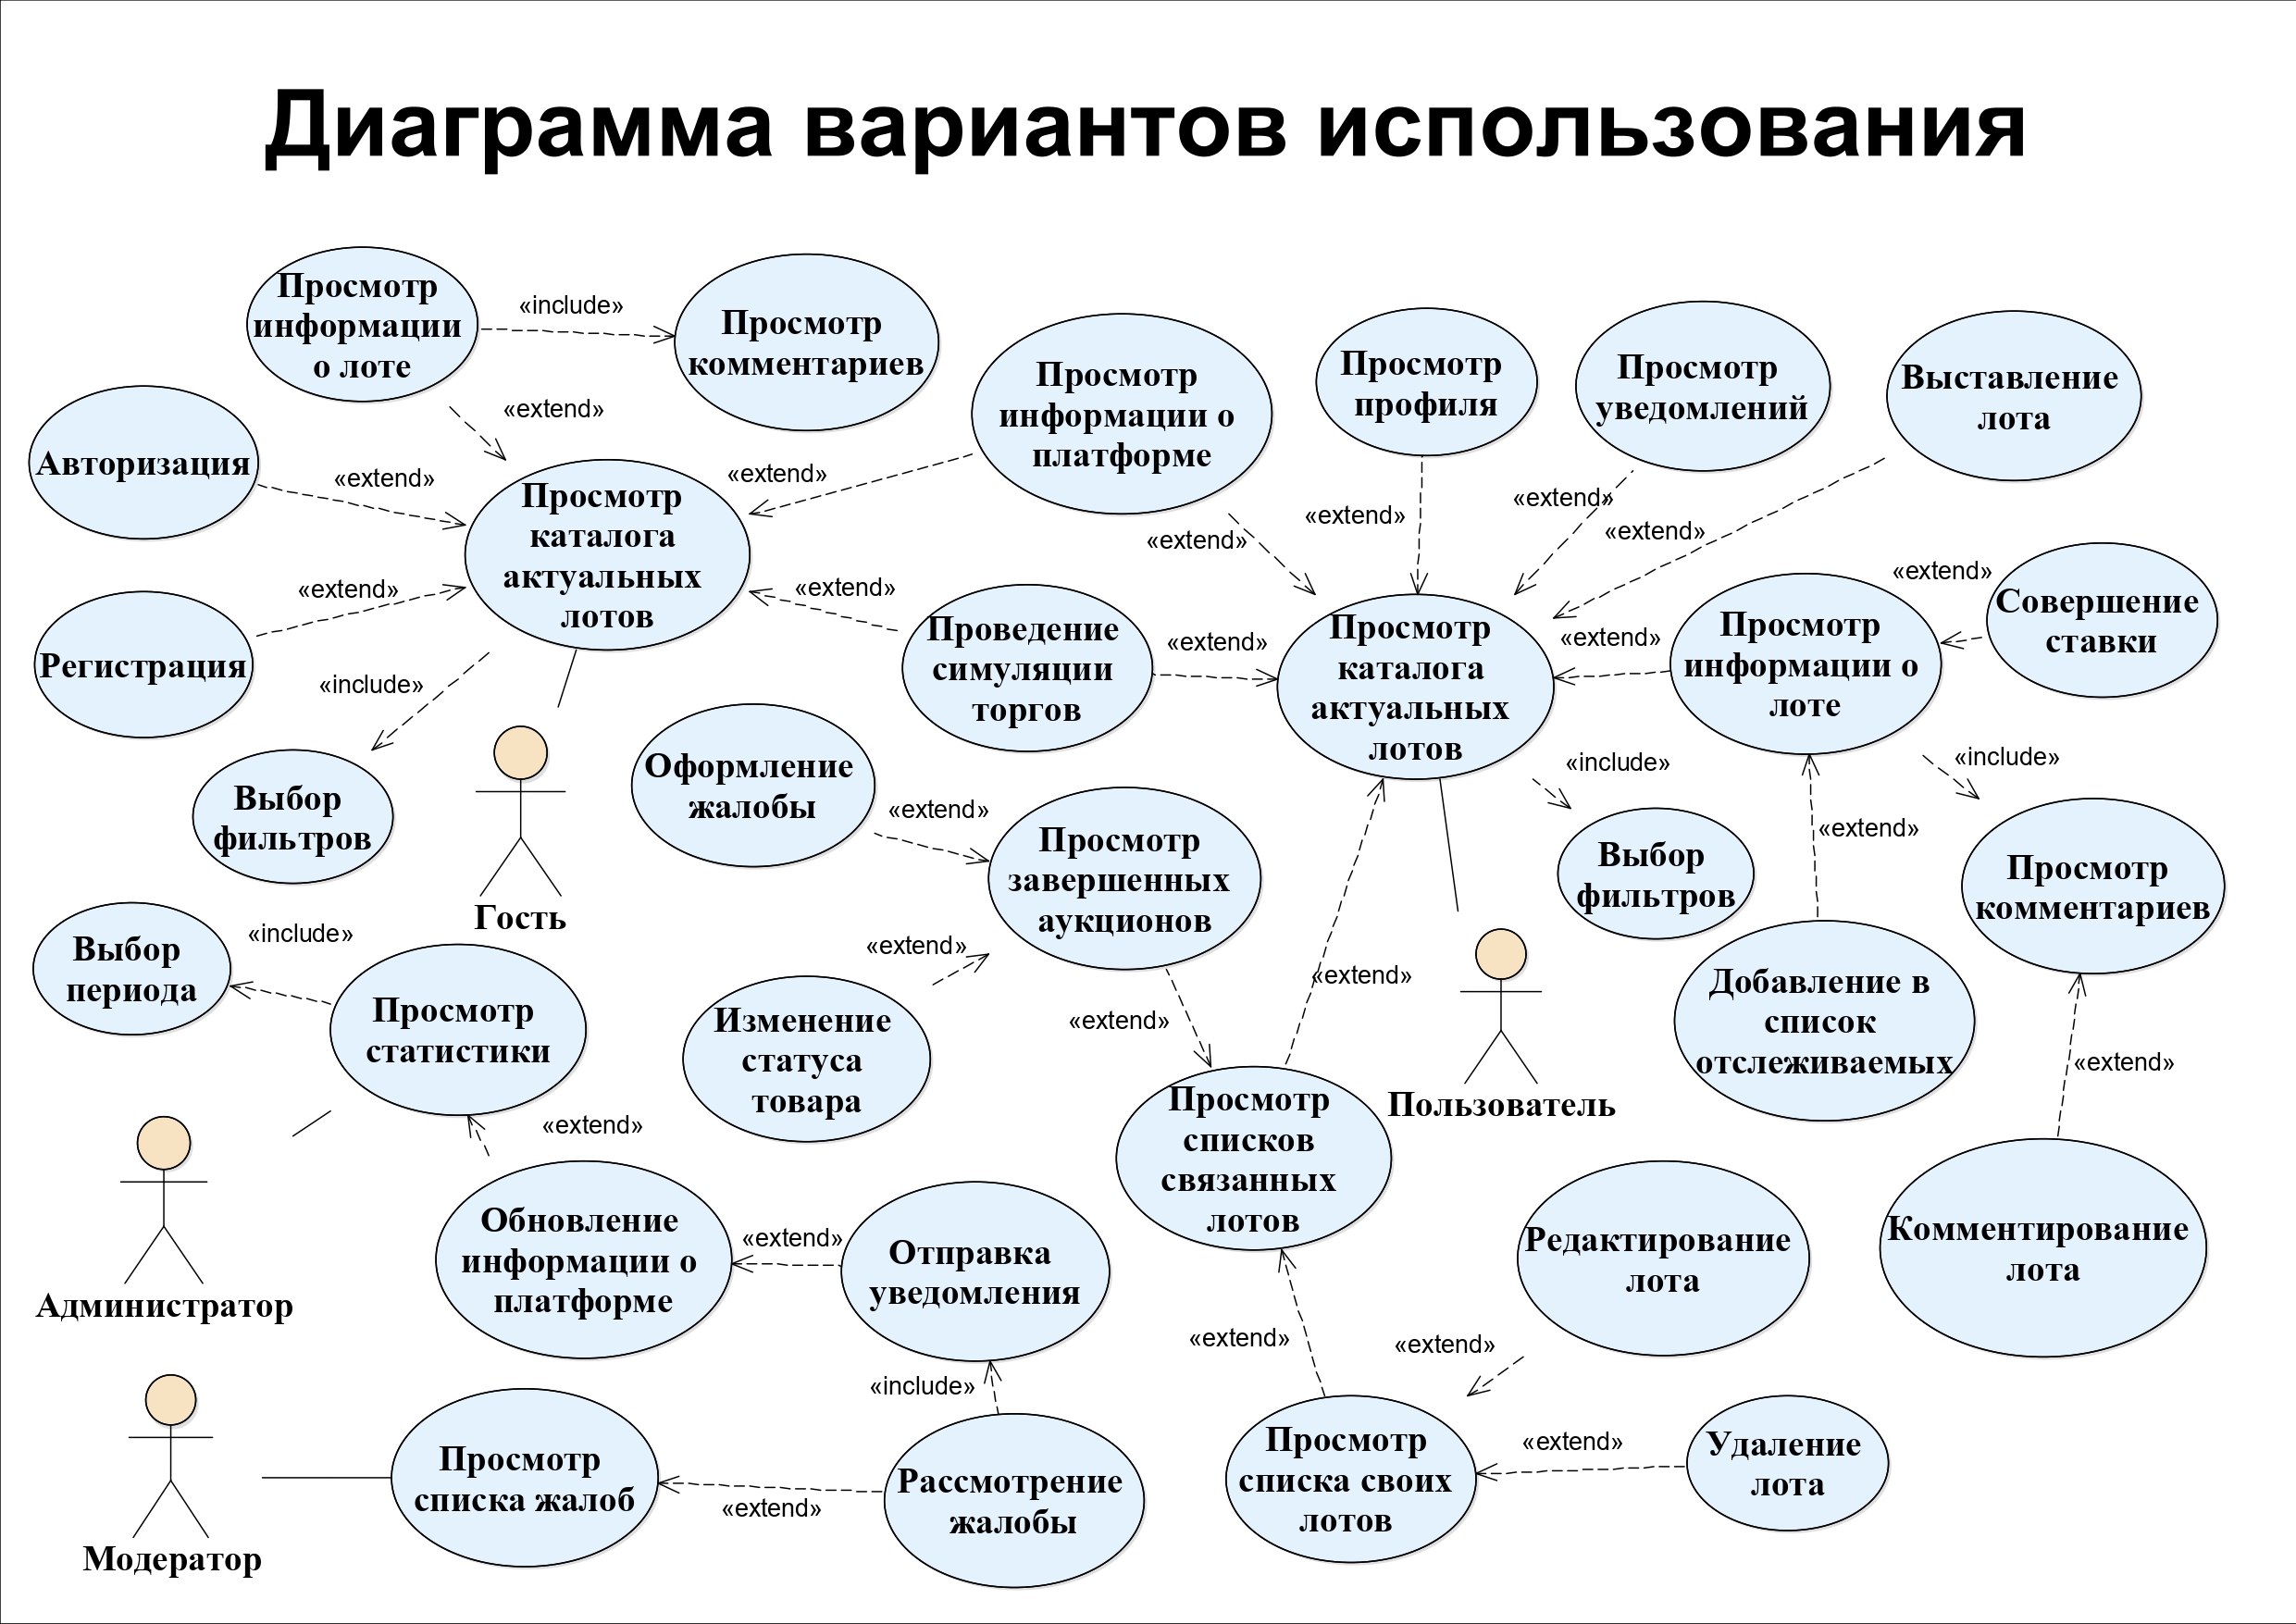 Диаграмма вариантов использования
Просмотр
информации
о лоте
«include»
Просмотр
комментариев
«extend»
Авторизация
«extend»
Просмотр
каталога
актуальных
лотов
«extend»
Просмотр
информации о
платформе
«extend»
Просмотр
профиля
«extend»
Просмотр
уведомлений
«extend»
Выставление
лота
«extend»
Регистрация
«extend»
«include»
Выбор
фильтров
Гость
«extend»
Проведение
симуляции
торгов
«extend»
Просмотр
каталога
актуальных
лотов
«extend»
Просмотр
информации о
лоте
«extend»
Совершение
ставки
«include»
Выбор
фильтров
«extend»
«include»
Просмотр
комментариев
Оформление
жалобы
«extend»
Просмотр
завершенных
аукционов
«extend»
Изменение
статуса
товара
«extend»
«extend»
Пользователь
Добавление в
список
отслеживаемых
«extend»
Комментирование
лота
Выбор
периода
«include»
Просмотр
статистики
Администратор
«extend»
Обновление
информации о
платформе
«extend»
Отправка
уведомления
Просмотр
списков
связанных
лотов
«extend»
Редактирование
лота
«extend»
Просмотр
списка своих
лотов
«extend»
Удаление
лота
«include»
Модератор
Просмотр
списка жалоб
«extend»
Рассмотрение
жалобы